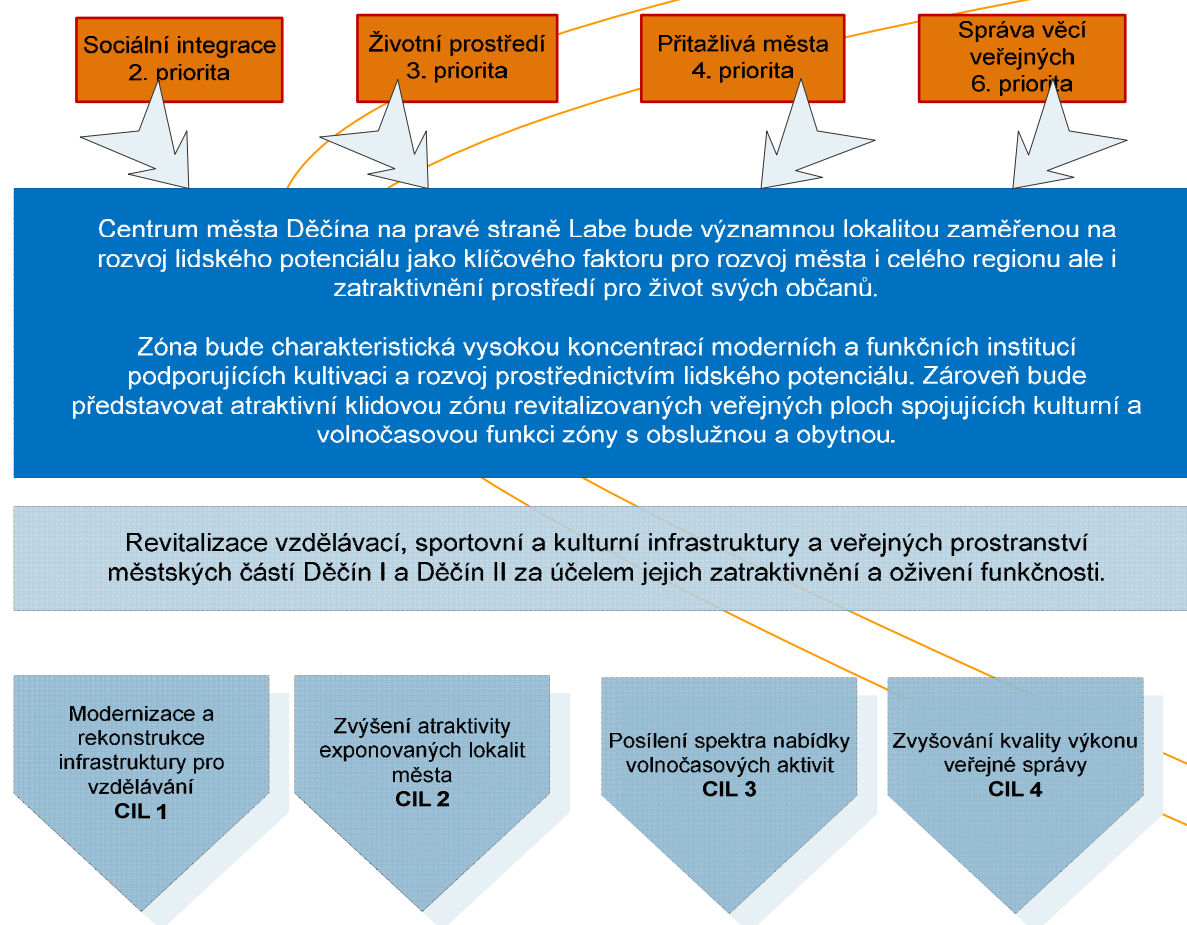 Sociální integrace
2. priorita
Životní prostředí
3. priorita
Přitažlivá města
4. priorita
Správa věcí
veřejných
6. priorita
Centrum města Děčína na pravé straně Labe bude významnou lokalitou zaměřenou na
rozvoj lidského potenciálu jako klíčového faktoru pro rozvoj města i celého regionu ale i
zatraktivnění prostředí pro život svých občanů.
Zóna bude charakteristická vysokou koncentrací moderních a funkčních institucí
podporujících kultivaci a rozvoj prostřednictvím lidského potenciálu. Zároveň bude
představovat atraktivní klidovou zónu revitalizovaných veřejných ploch spojujících kulturní a
volnočasovou funkci zóny s obslužnou a obytnou.
Revitalizace vzdělávací, sportovní a kulturní infrastruktury a veřejných prostranství
městských částí Děčín I a Děčín II za účelem jejich zatraktivnění a oživení funkčnosti.
Modernizace a
rekonstrukce
infrastruktury pro
vzdělávání
CIL 1
Zvýšení atraktivity
exponovaných lokalit
města
CIL 2
Posílení spektra nabídky
volnočasových aktivit
CIL 3
Zvyšování kvality výkonu
veřejné správy
CIL 4